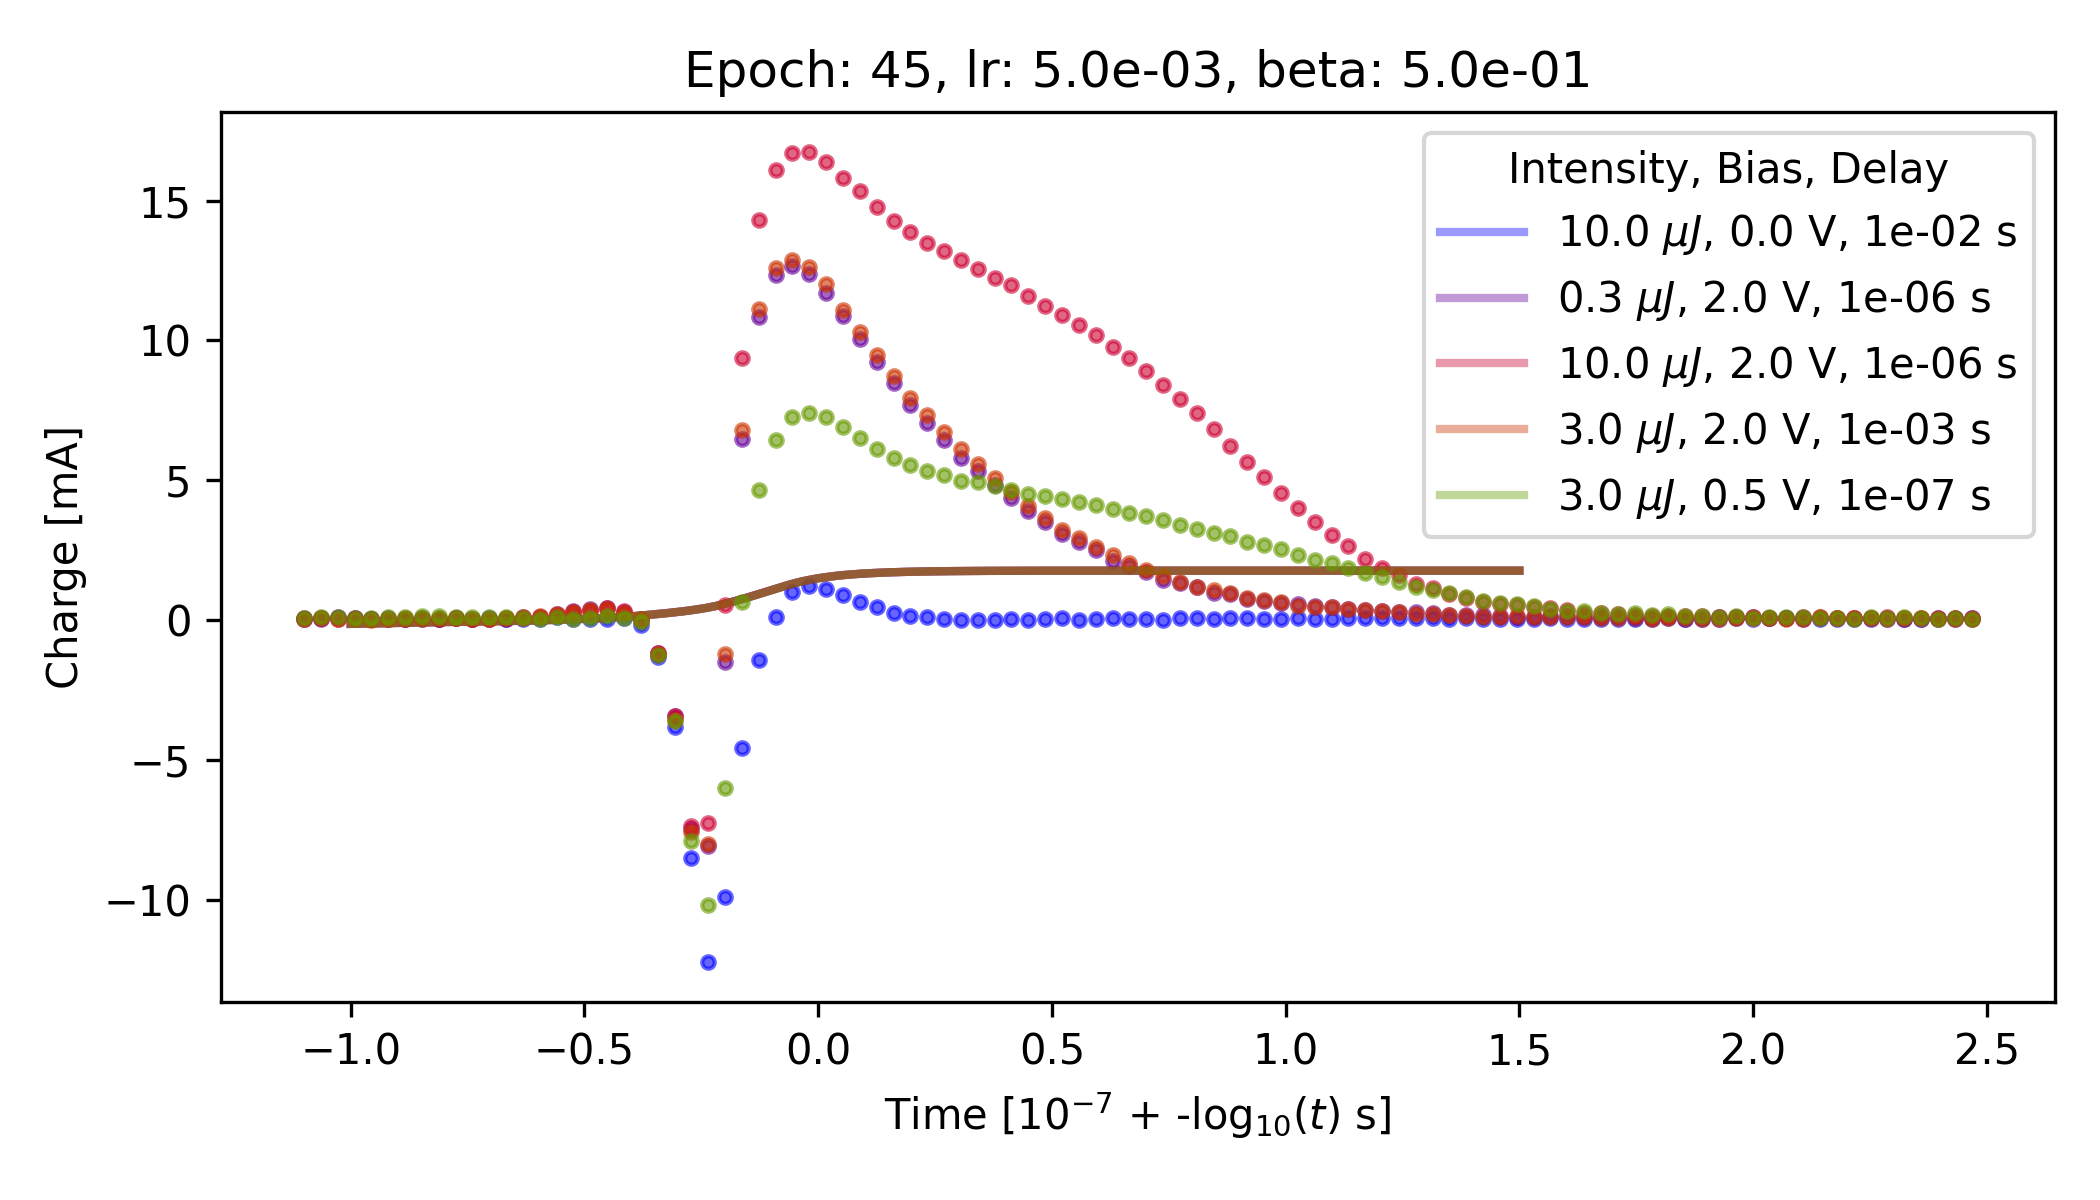 Epoch: 45, lr: 5.0e-03, beta: 5.0e-01
Intensity, Bias, Delay
10.0 μJ, 0.0 V, 1e-02 s
0.3 μJ, 2.0 V, 1e-06 s
10.0 μJ, 2.0 V, 1e-06 s
3.0 μJ, 2.0 V, 1e-03 s
3.0 μJ, 0.5 V, 1e-07 s
Charge [mA]
15
10
5
0
−5
−10
−1.0 −0.5 0.0 0.5 1.0 1.5 2.0 2.5
Time [10⁻⁷ + -log₁₀(t) s]